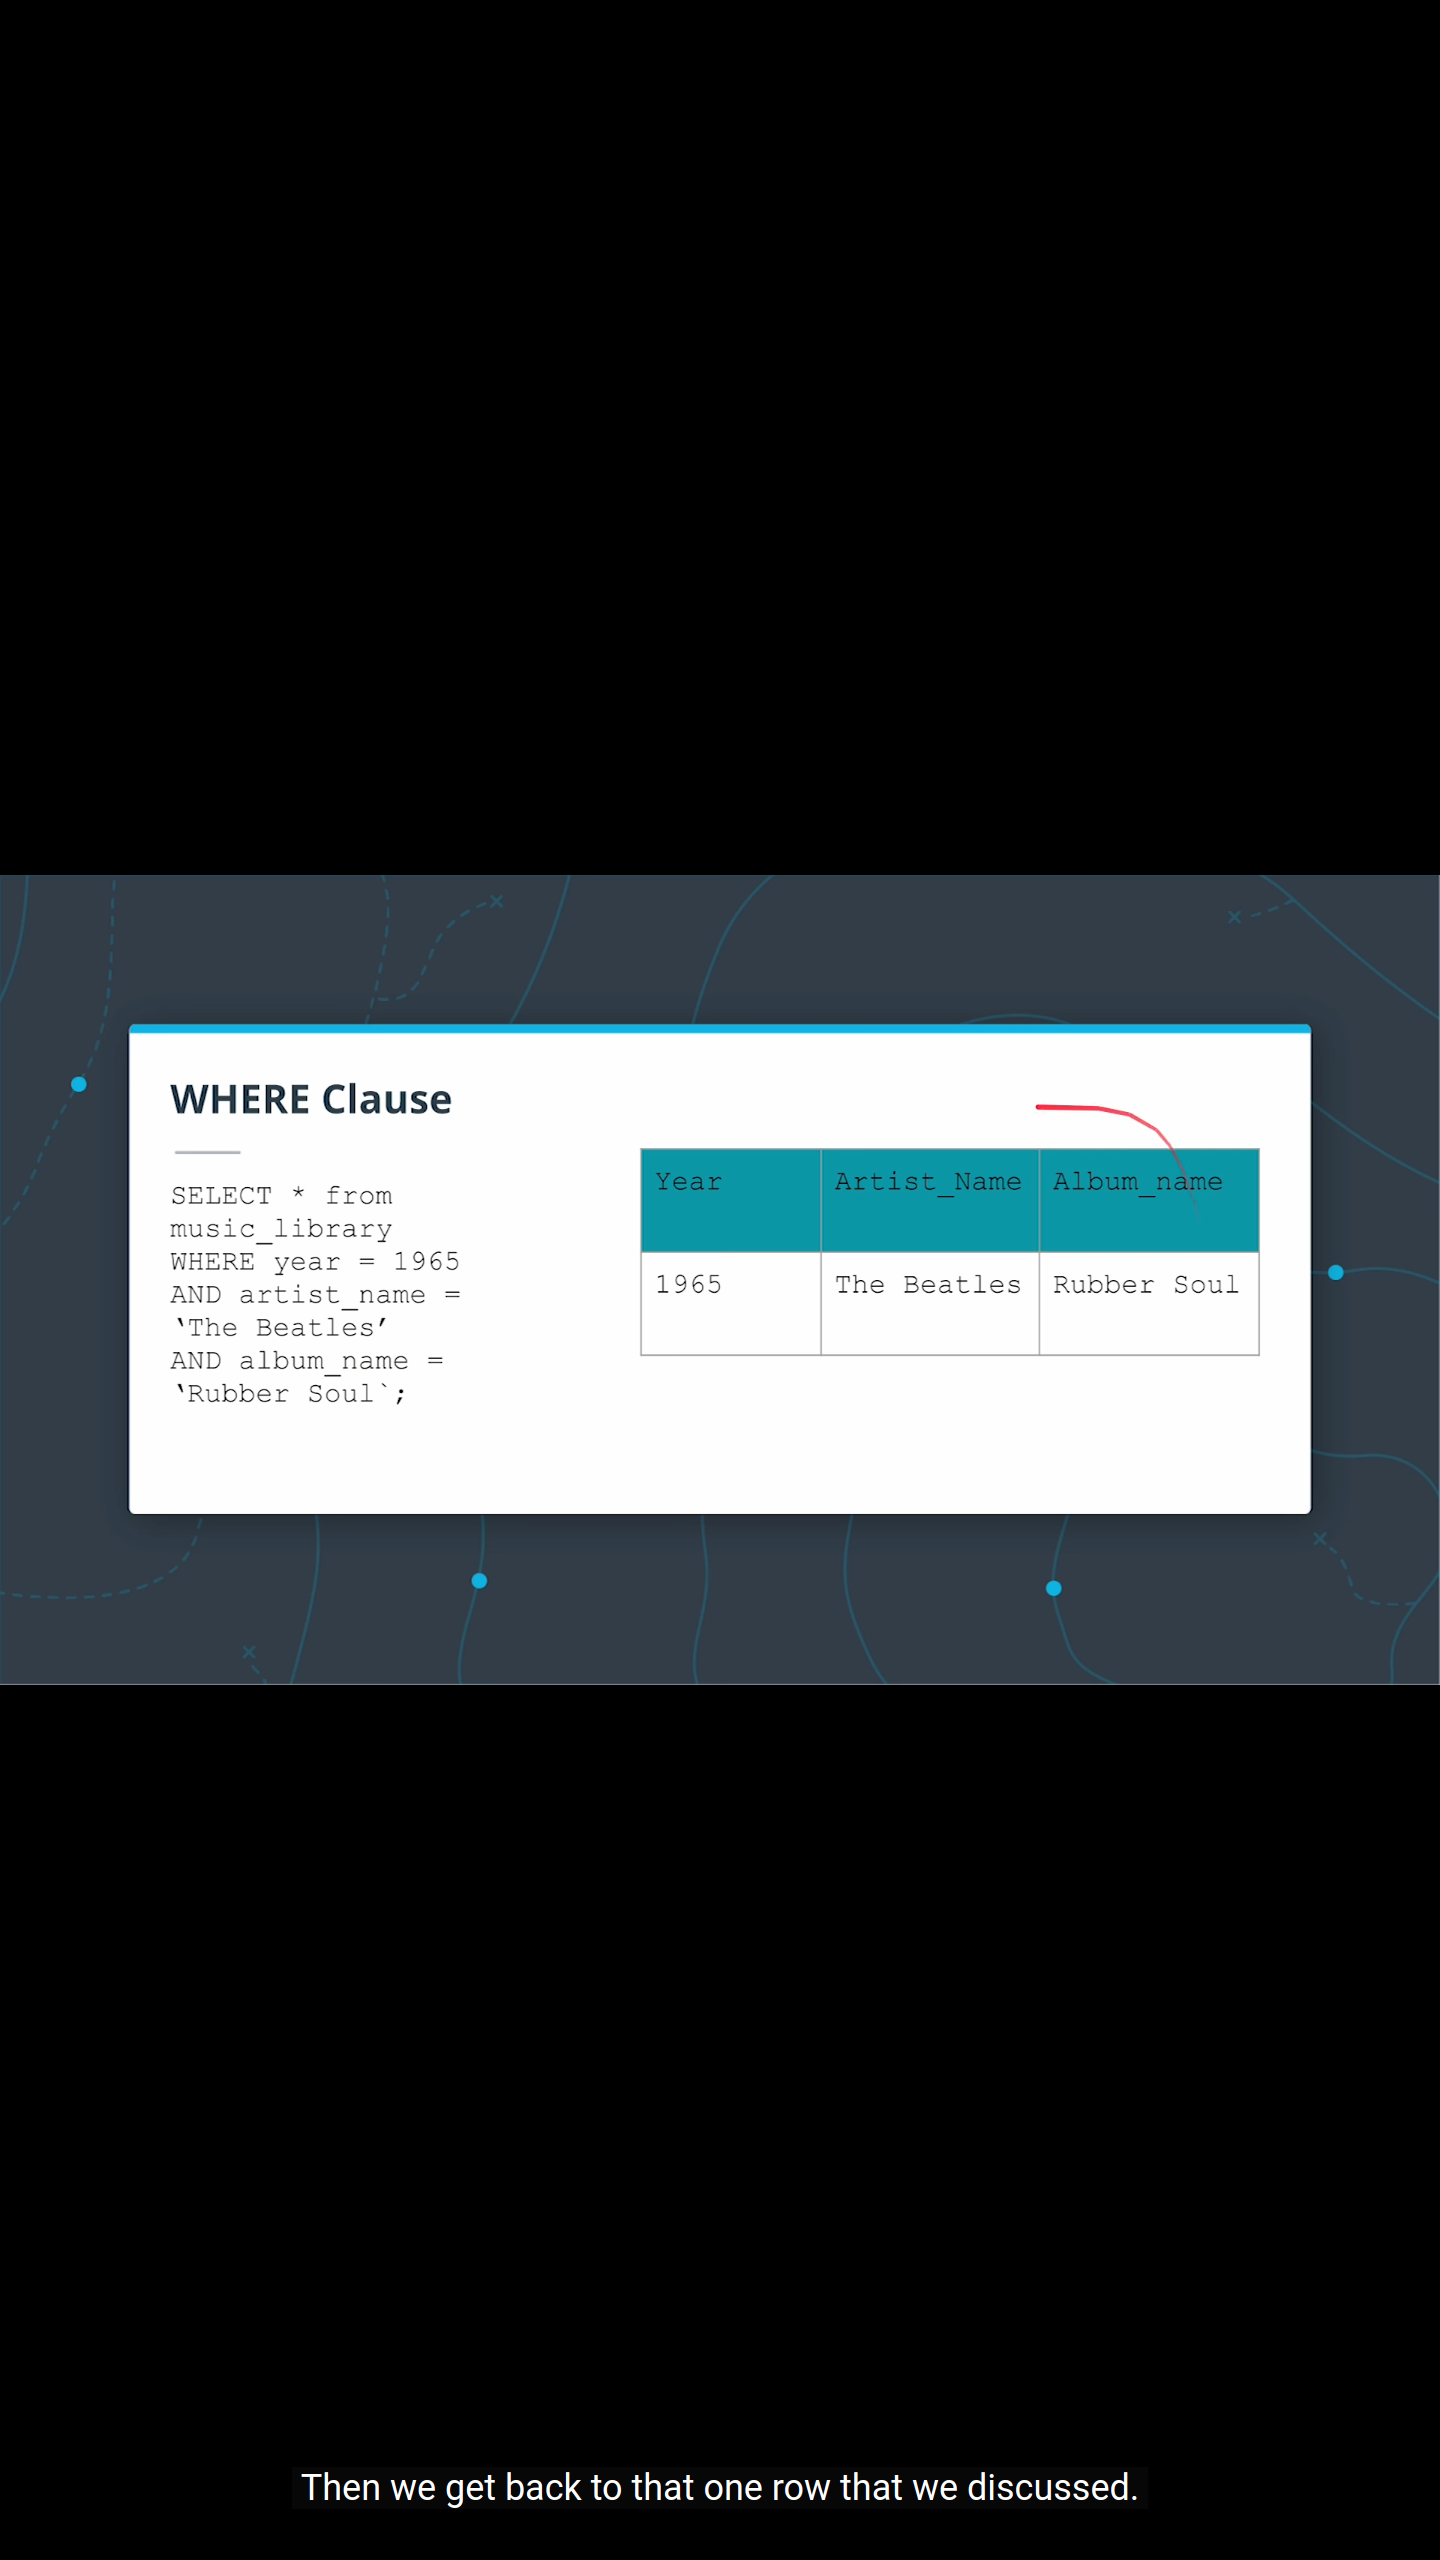 WHERE Clause
SELECT * from
music_library
WHERE year = 1965
AND artist_name =
‘The Beatles’
AND album_name =
‘Rubber Soul`;
Year Artist_Name Album_name
1965 The Beatles Rubber Soul
Then we get back to that one row that we discussed.